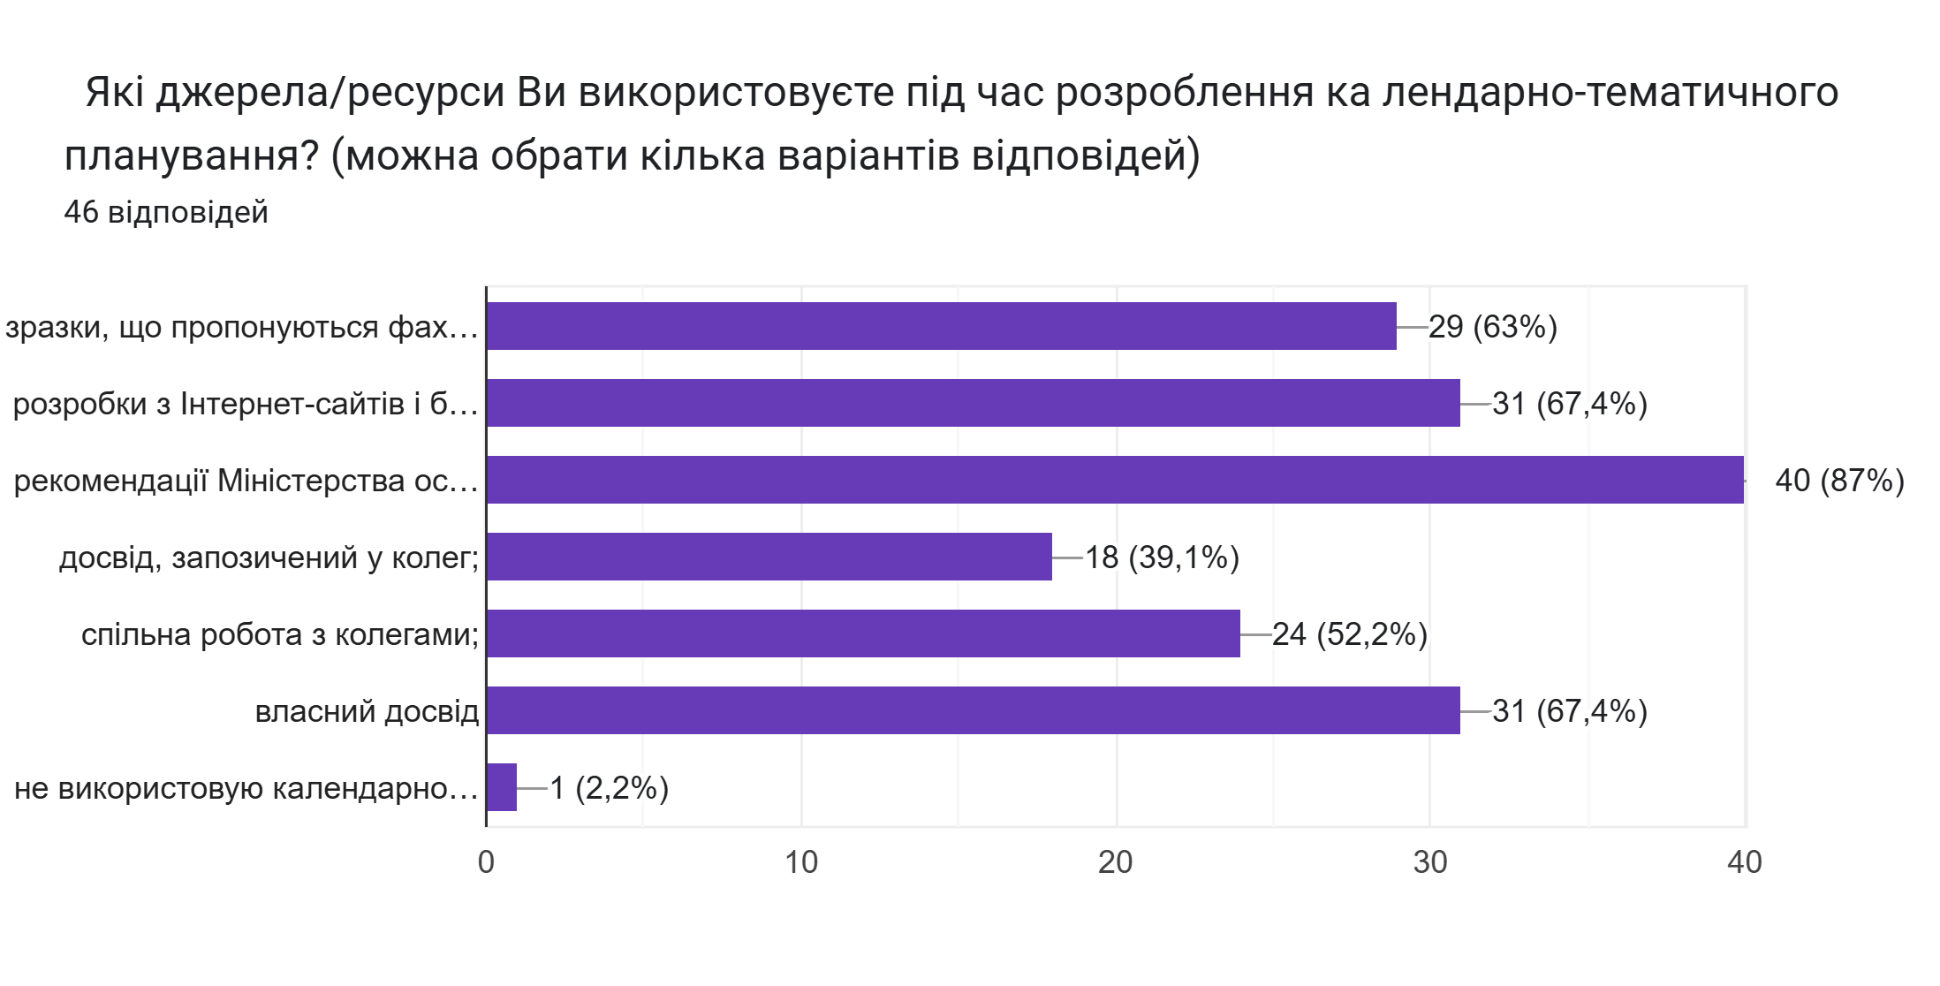 Які джерела/ресурси Ви використовуєте під час розроблення ка лендарно-тематичного
планування? (можна обрати кілька варіантів відповідей)
46 відповідей
зразки, що пропонуються фах…
29 (63%)
розробки з Інтернет-сайтів і б…
31 (67,4%)
рекомендації Міністерства ос…
40 (87%)
досвід, запозичений у колег;
18 (39,1%)
спільна робота з колегами;
24 (52,2%)
власний досвід
31 (67,4%)
не використовую календарно…
1 (2,2%)
0 10 20 30 40